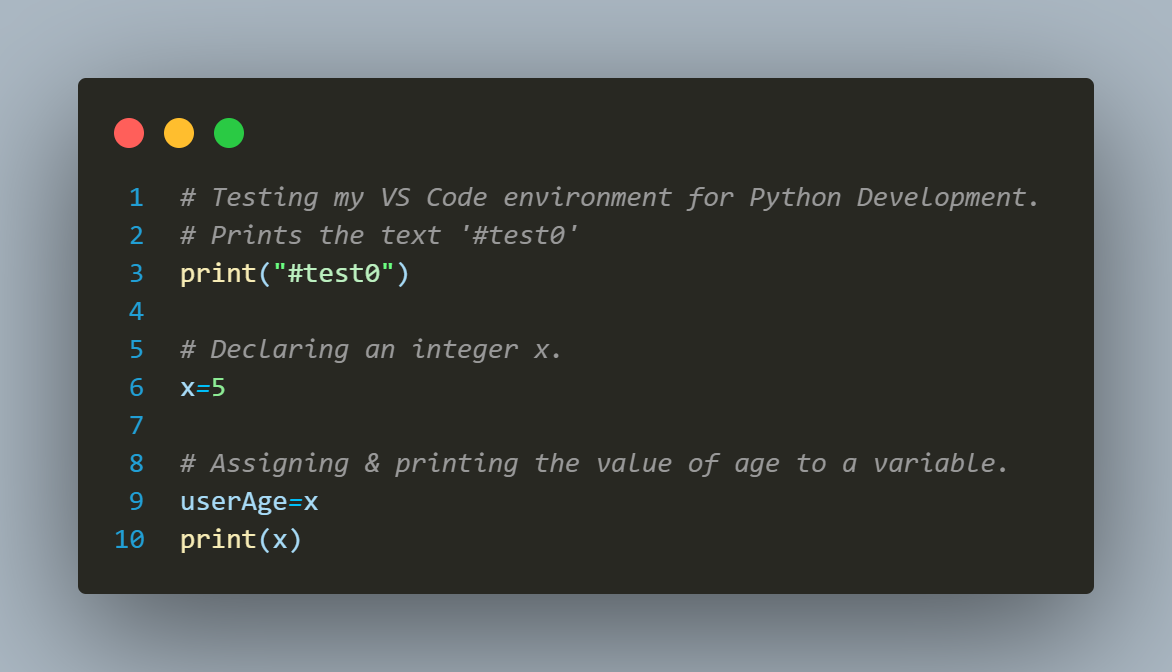 1 # Testing my VS Code environment for Python Development.
2 # Prints the text '#test0'
3 print("#test0")
4
5 # Declaring an integer x.
6 x=5
7
8 # Assigning & printing the value of age to a variable.
9 userAge=x
10 print(x)